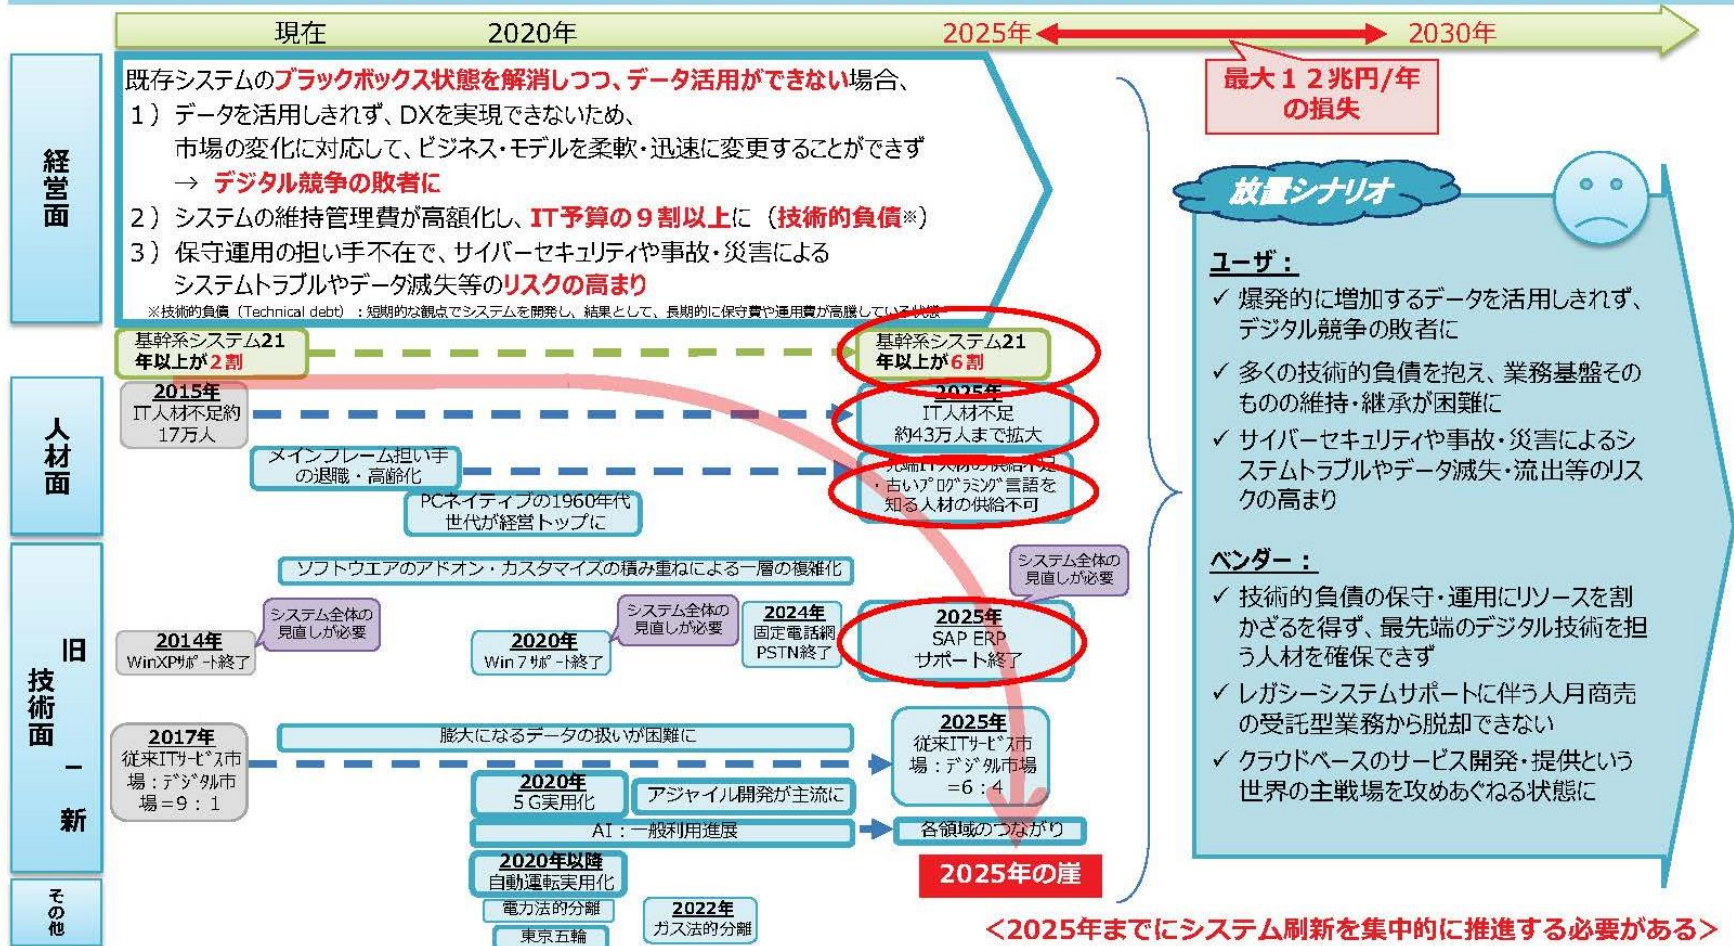 現在
2020年
2025年
2030年
最大12兆円/年
の損失
経営面
既存システムのブラックボックス状態を解消しつつ、データ活用ができない場合、
1）データを活用しきれず、DXを実現できないため、
市場の変化に対応して、ビジネス・モデルを柔軟・迅速に変更することができず
→ デジタル競争の敗者に
2）システムの維持管理費が高額化し、IT予算の９割以上に（技術的負債※）
3）保守運用の担い手不在で、サイバーセキュリティや事故・災害による
システムトラブルやデータ滅失等のリスクの高まり
※技術的負債（Technical debt）：短期的な観点でシステムを開発し、結果として、長期的に保守費や運用費が高騰している状態
基幹系システム21
年以上が２割
基幹系システム21
年以上が６割
人材面
2015年
IT人材不足約
17万人
2025年
IT人材不足
約43万人まで拡大
メインフレーム担い手
の退職・高齢化
・先端IT人材の供給不足
・古いﾌﾟﾛｸﾞﾗﾐﾝｸﾞ言語を
知る人材の供給不可
PCネイティブの1960年代
世代が経営トップに
技術面
旧
ー
新
ソフトウエアのアドオン・カスタマイズの積み重ねによる一層の複雑化
システム全体の
見直しが必要
2014年
WinXPｻﾎﾟｰﾄ終了
システム全体の
見直しが必要
2020年
Win７ｻﾎﾟｰﾄ終了
2024年
固定電話網
PSTN終了
システム全体の
見直しが必要
2025年
SAP ERP
サポート終了
2017年
従来ITｻｰﾋﾞｽ市
場：ﾃﾞｼﾞﾀﾙ市
場＝9：1
膨大になるデータの扱いが困難に
2025年
従来ITｻｰﾋﾞｽ市
場：ﾃﾞｼﾞﾀﾙ市場
＝6：4
2020年
５G実用化
アジャイル開発が主流に
AI：一般利用進展
各領域のつながり
2020年以降
自動運転実用化
2025年の崖
その他
電力法的分離
東京五輪
2022年
ガス法的分離
放置シナリオ
ユーザ：
✓ 爆発的に増加するデータを活用しきれず、
デジタル競争の敗者に
✓ 多くの技術的負債を抱え、業務基盤その
ものの維持・継承が困難に
✓ サイバーセキュリティや事故・災害によるシ
ステムトラブルやデータ滅失・流出等のリス
クの高まり
ベンダー：
✓ 技術的負債の保守・運用にリソースを割
かざるを得ず、最先端のデジタル技術を担
う人材を確保できず
✓ レガシーシステムサポートに伴う人月商売
の受託型業務から脱却できない
✓ クラウドベースのサービス開発・提供という
世界の主戦場を攻めあぐねる状態に
＜2025年までにシステム刷新を集中的に推進する必要がある＞